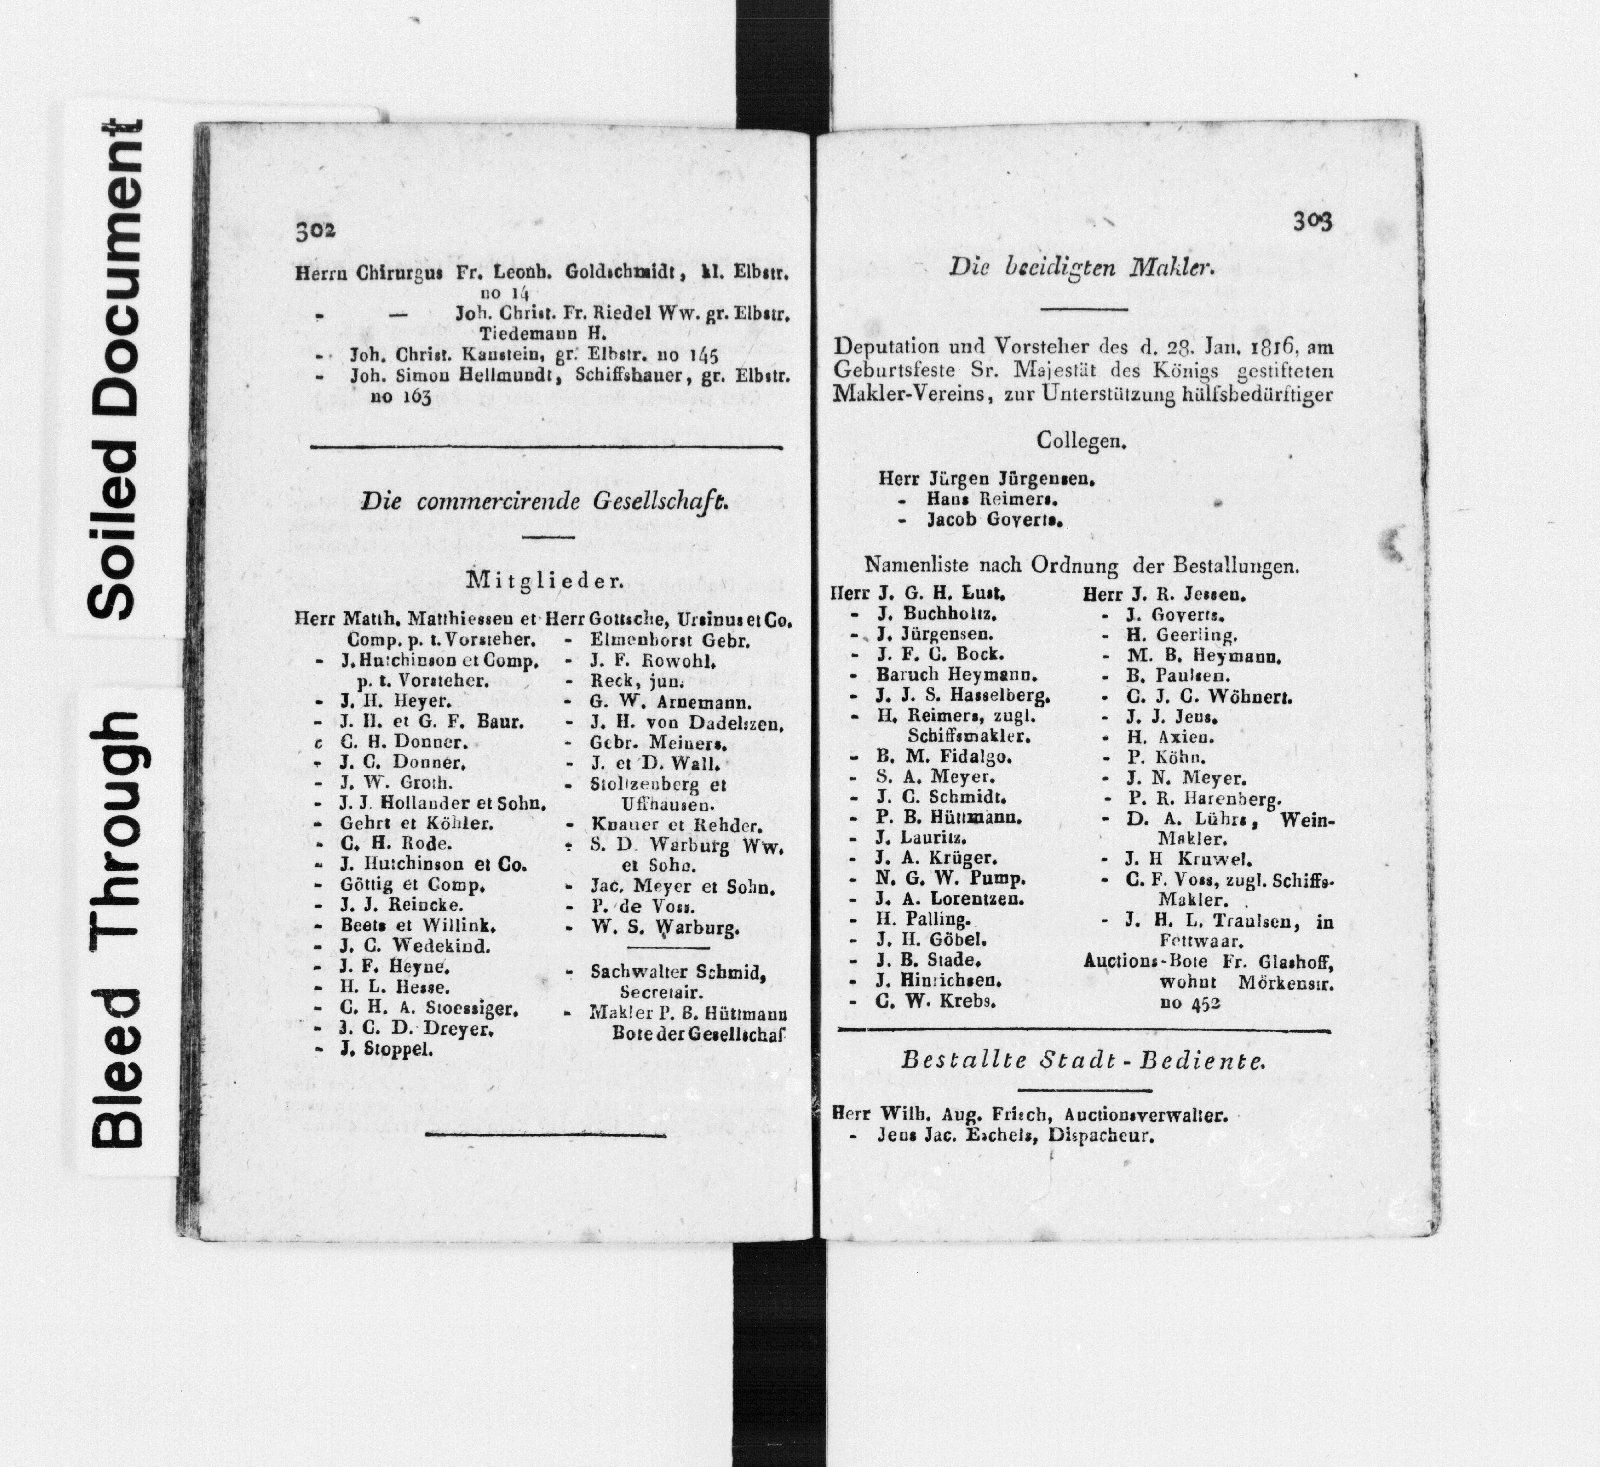 Soiled Document
Bleed Through
302
Herrn Chirurgus Fr. Leonh. Goldschmidt, kl. Elbstr.
no 14
- — Joh. Christ. Fr. Riedel Ww. gr. Elbstr.
Tiedemann H.
- Joh. Christ. Kanstein, gr. Elbstr. no 145
- Joh. Simon Hellmundt, Schiffsbauer, gr. Elbstr.
no 163
Die commercirende Gesellschaft.
Mitglieder.
Herr Matth. Matthiessen et
Comp. p. t. Vorsteher.
- J. Hutchinson et Comp.
p. t. Vorsteher.
- J. H. Heyer.
- J. H. et G. F. Baur.
- C. H. Donner.
- J. C. Donner.
- J. W. Groth.
- J. J. Hollander et Sohn.
- Gehrt et Köhler.
- C. H. Rode.
- J. Hutchinson et Co.
- Göttig et Comp.
- J. J. Reincke.
- Beets et Willink.
- J. C. Wedekind.
- J. F. Heyne.
- H. L. Hesse.
- C. H. A. Stoessiger.
- J. C. D. Dreyer.
- J. Stoppel.
Herr Gottsche, Ursinus et Co.
- Elmenhorst Gebr.
- J. F. Rowohl.
- Reck, jun.
- G. W. Arnemann.
- J. H. von Dadelszen.
- Gebr. Meiners.
- J. et D. Wall.
- Stoltzenberg et
Uffhausen.
- Knauer et Rehder.
- S. D. Warburg Ww.
et Sohn.
- Jac. Meyer et Sohn.
- P. de Voss.
- W. S. Warburg.
- Sachwalter Schmid,
Secretair.
- Makler P. B. Hüttmann
Bote der Gesellschaf
303
Die beeidigten Makler.
Deputation und Vorsteher des d. 28. Jan. 1816, am
Geburtsfeste Sr. Majestät des Königs gestifteten
Makler-Vereins, zur Unterstützung hülfsbedürftiger
Collegen.
Herr Jürgen Jürgensen.
- Hans Reimers.
- Jacob Goverts.
Namenliste nach Ordnung der Bestallungen.
Herr J. G. H. Lust.
- J. Buchholtz.
- J. Jürgensen.
- J. F. C. Bock.
- Baruch Heymann.
- J. J. S. Hasselberg.
- H. Reimers, zugl.
Schiffsmakler.
- B. M. Fidalgo.
- S. A. Meyer.
- J. C. Schmidt.
- P. B. Hüttmann.
- J. Lauritz.
- J. A. Krüger.
- N. G. W. Pump.
- J. A. Lorentzen.
- H. Palling.
- J. H. Göbel.
- J. B. Stade.
- J. Hinrichsen.
- C. W. Krebs.
Herr J. R. Jessen.
- J. Goverts.
- H. Geerling.
- M. B. Heymann.
- B. Paulsen.
- C. J. C. Wöhnert.
- J. J. Jens.
- H. Axien.
- P. Köhn.
- J. N. Meyer.
- P. R. Harenberg.
- D. A. Lührs, Wein-
Makler.
- J. H Kruwel.
- C. F. Voss, zugl. Schiffs-
Makler.
- J. H. L. Traulsen, in
Fettwaar.
Auctions-Bote Fr. Glashoff,
wohnt Mörkenstr.
no 452
Bestallte Stadt-Bediente.
Herr Wilh. Aug. Frisch, Auctionsverwalter.
- Jens Jac. Eschels, Dispacheur.